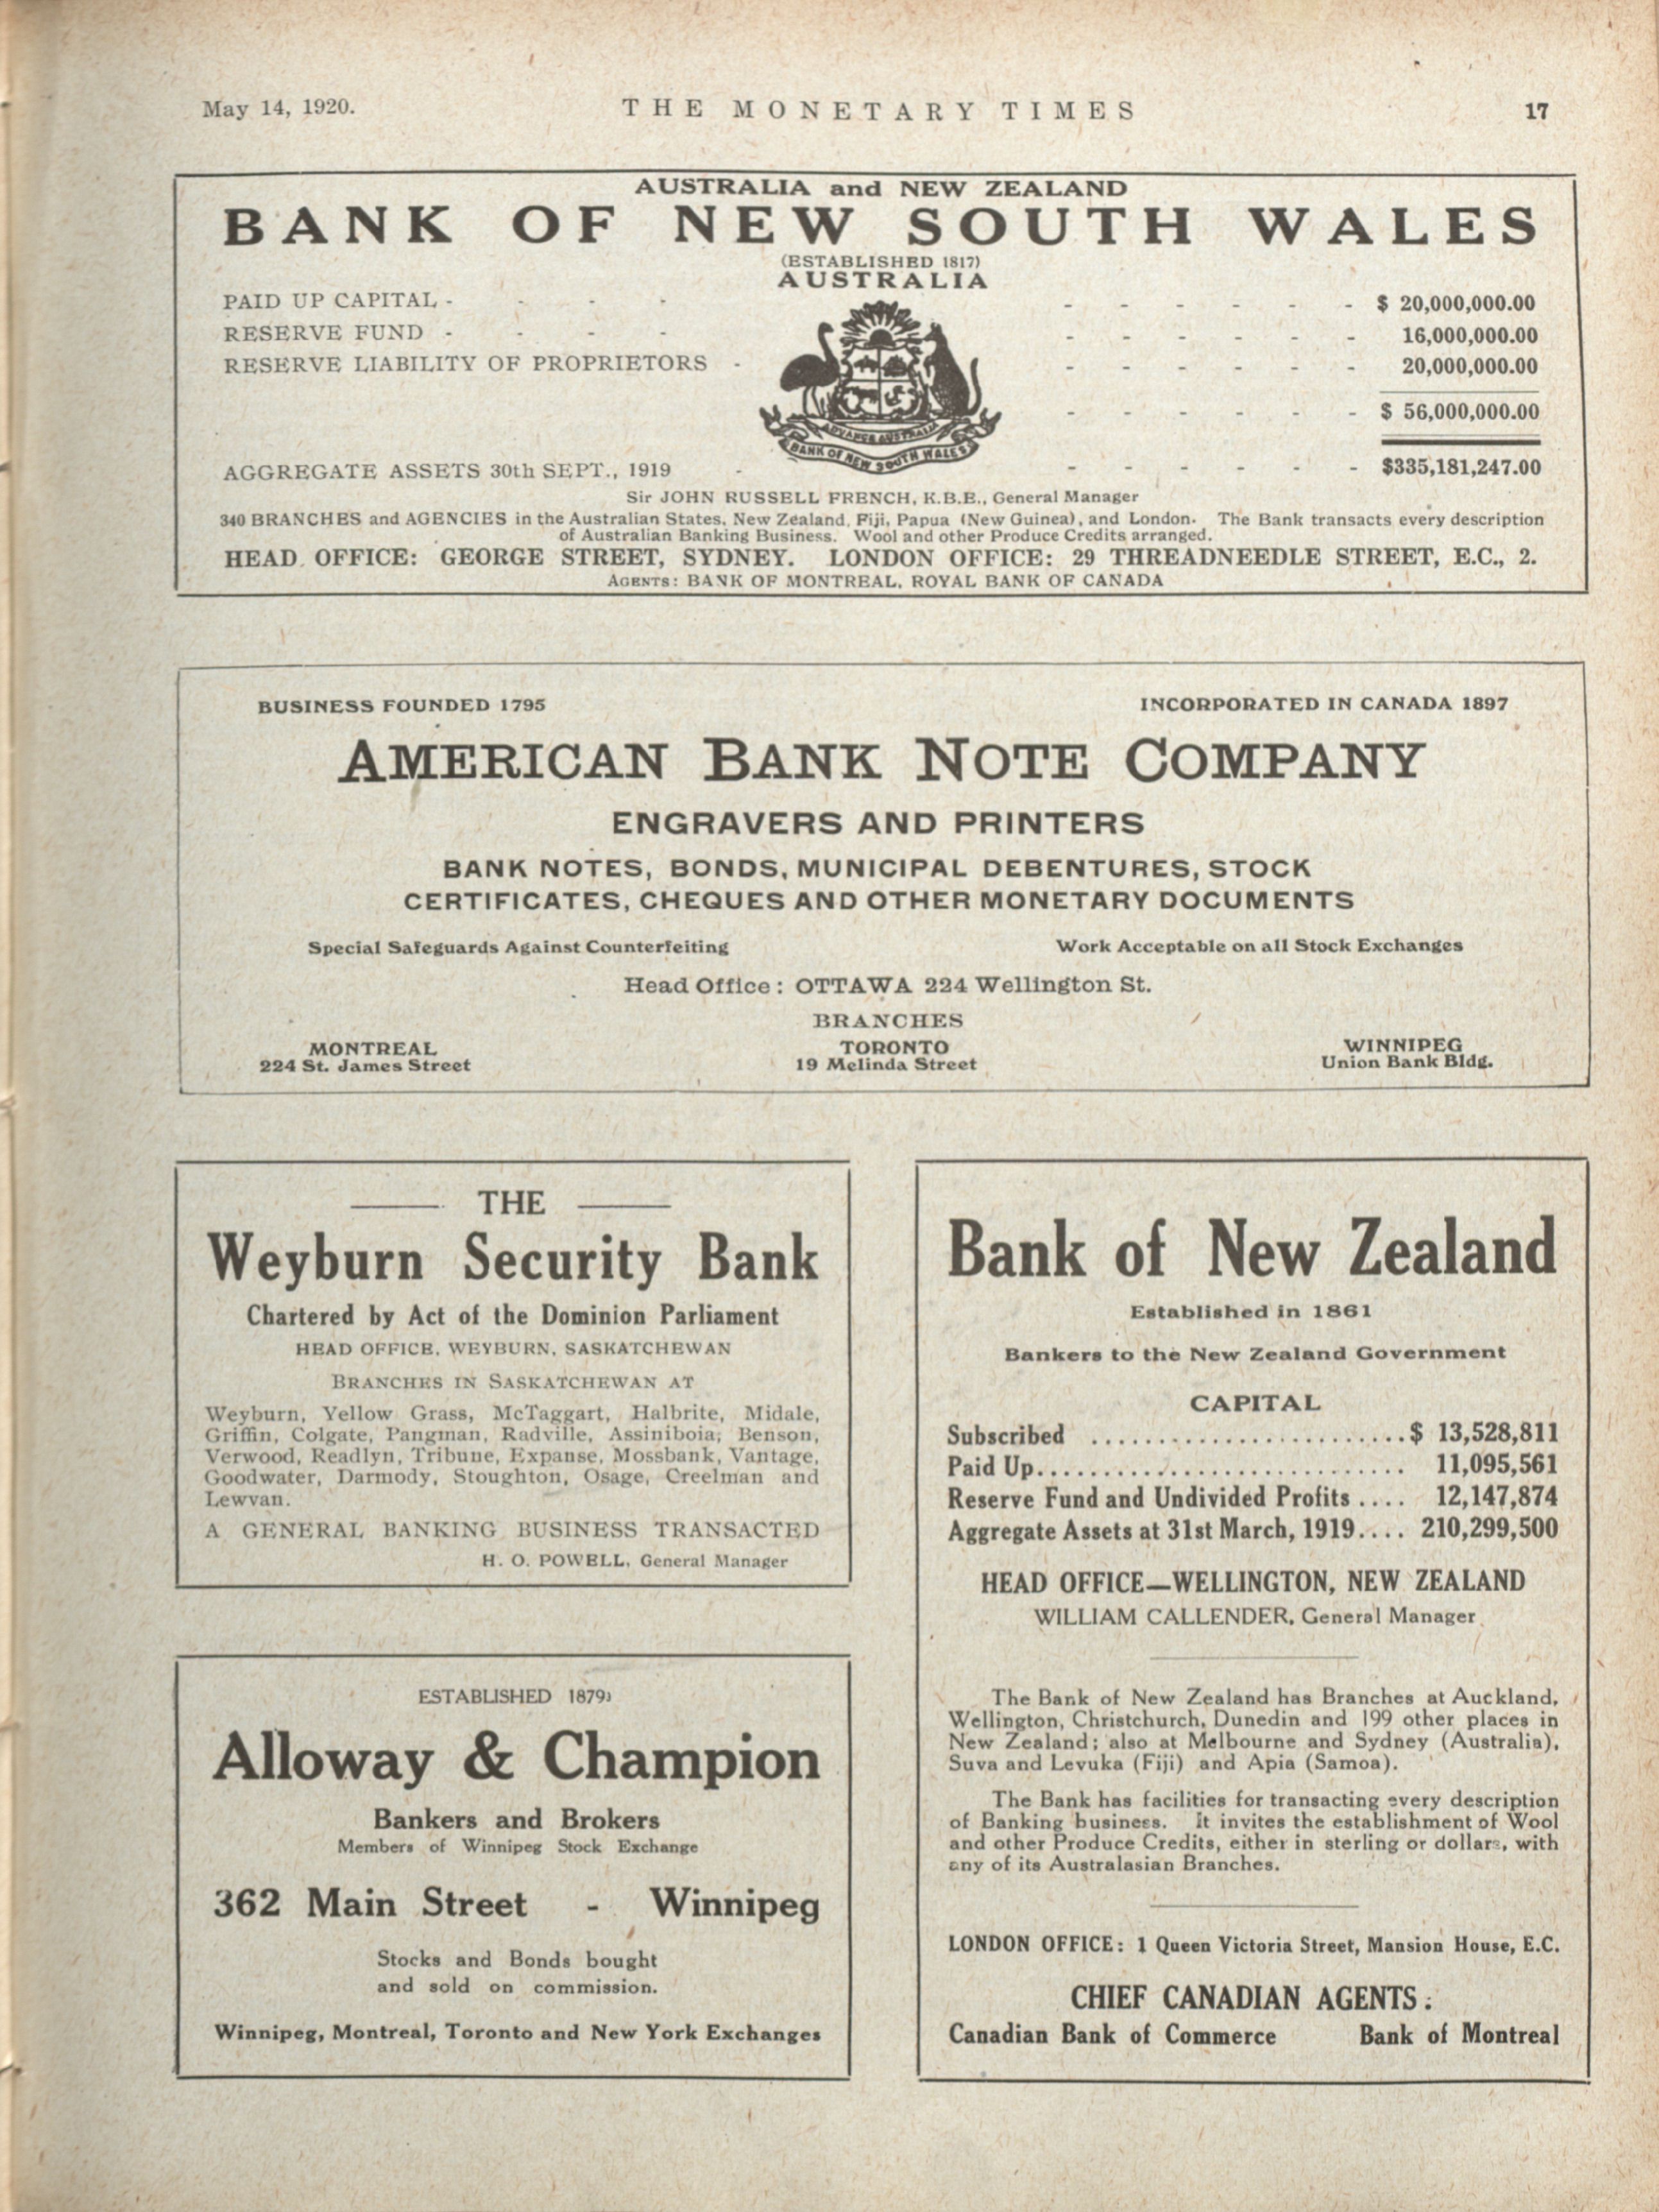 May 14, 1920.
THE MONETARY TIMES
17
AUSTRALIA and NEW ZEALAND
BANK OF NEW SOUTH WALES
(ESTABLISHED 1817)
AUSTRALIA
PAID UP CAPITAL - - - - - - - - - - $ 20,000,000.00
RESERVE FUND - - - - - - - - - - 16,000,000.00
RESERVE LIABILITY OF PROPRIETORS - - - - - - - 20,000,000.00
- - - - - - $ 56,000,000.00
ADVANCE AUSTRALIA
BANK OF NEW SOUTH WALES
AGGREGATE ASSETS 30th SEPT., 1919 - - - - - - - $335,181,247.00
Sir JOHN RUSSELL FRENCH, K.B.E., General Manager
340 BRANCHES and AGENCIES in the Australian States, New Zealand, Fiji, Papua (New Guinea), and London. The Bank transacts every description
of Australian Banking Business. Wool and other Produce Credits arranged.
HEAD OFFICE: GEORGE STREET, SYDNEY. LONDON OFFICE: 29 THREADNEEDLE STREET, E.C., 2.
AGENTS: BANK OF MONTREAL, ROYAL BANK OF CANADA
BUSINESS FOUNDED 1795
INCORPORATED IN CANADA 1897
AMERICAN BANK NOTE COMPANY
ENGRAVERS AND PRINTERS
BANK NOTES, BONDS, MUNICIPAL DEBENTURES, STOCK
CERTIFICATES, CHEQUES AND OTHER MONETARY DOCUMENTS
Special Safeguards Against Counterfeiting
Work Acceptable on all Stock Exchanges
Head Office: OTTAWA 224 Wellington St.
BRANCHES
MONTREAL
224 St. James Street
TORONTO
19 Melinda Street
WINNIPEG
Union Bank Bldg.
THE
Weyburn Security Bank
Chartered by Act of the Dominion Parliament
HEAD OFFICE, WEYBURN, SASKATCHEWAN
BRANCHES IN SASKATCHEWAN AT
Weyburn, Yellow Grass, McTaggart, Halbrite, Midale,
Griffin, Colgate, Pangman, Radville, Assiniboia, Benson,
Verwood, Readlyn, Tribune, Expanse, Mossbank, Vantage,
Goodwater, Darmody, Stoughton, Osage, Creelman and
Lewvan.
A GENERAL BANKING BUSINESS TRANSACTED
H. O. POWELL, General Manager
ESTABLISHED 1879
Alloway & Champion
Bankers and Brokers
Members of Winnipeg Stock Exchange
362 Main Street - Winnipeg
Stocks and Bonds bought
and sold on commission.
Winnipeg, Montreal, Toronto and New York Exchanges
Bank of New Zealand
Established in 1861
Bankers to the New Zealand Government
CAPITAL
Subscribed ........................$ 13,528,811
Paid Up............................ 11,095,561
Reserve Fund and Undivided Profits .... 12,147,874
Aggregate Assets at 31st March, 1919.... 210,299,500
HEAD OFFICE—WELLINGTON, NEW ZEALAND
WILLIAM CALLENDER, General Manager
The Bank of New Zealand has Branches at Auckland,
Wellington, Christchurch, Dunedin and 199 other places in
New Zealand; also at Melbourne and Sydney (Australia),
Suva and Levuka (Fiji) and Apia (Samoa).
The Bank has facilities for transacting every description
of Banking business. It invites the establishment of Wool
and other Produce Credits, either in sterling or dollars, with
any of its Australasian Branches.
LONDON OFFICE: 1 Queen Victoria Street, Mansion House, E.C.
CHIEF CANADIAN AGENTS:
Canadian Bank of Commerce Bank of Montreal